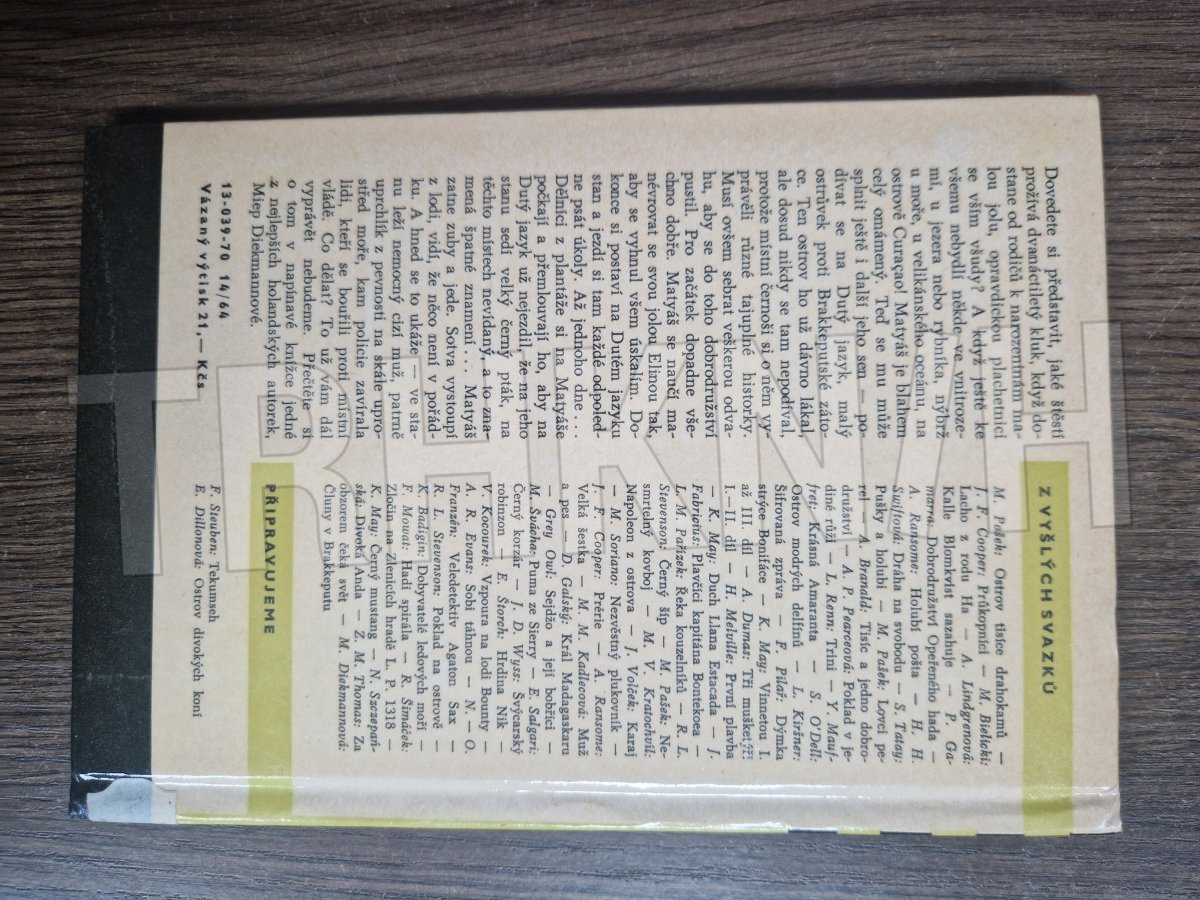 Dovedete si představit, jaké štěstí
prožívá dvanáctiletý kluk, když do-
stane od rodičů k narozeninám ma-
lou jolu, opravdickou plachetnici
se vším všudy? A když ještě ke
všemu nebydlí někde ve vnitroze-
mí, u jezera nebo rybníka, nýbrž
u moře, u velikánského oceánu, na
ostrově Curaçao! Matyáš je blahem
celý omámený. Teď se mu může
splnit ještě i další jeho sen — po-
dívat se na Dutý jazyk, malý
ostrůvek proti Brakkeputské záto-
ce. Ten ostrov ho už dávno lákal,
ale dosud nikdy se tam nepodíval,
protože místní černoši si o něm vy-
právěli různé tajuplné historky.
Musí ovšem sebrat veškerou odva-
hu, aby se do toho dobrodružství
pustil. Pro začátek dopadne vše-
chno dobře. Matyáš se naučí ma-
névrovat se svou jolou Elinou tak,
aby se vyhnul všem úskalím. Do-
konce si postaví na Dutém jazyku
stan a jezdí si tam každé odpoled-
ne psát úkoly. Až jednoho dne...
Dělníci z plantáže si na Matyáše
počkají a přemlouvají ho, aby na
Dutý jazyk už nejezdil, že na jeho
stanu sedí velký černý pták, na
těchto místech nevídaný, a to zna-
mená špatné znamení... Matyáš
zatne zuby a jede. Sotva vystoupí
z lodi, vidí, že něco není v pořád-
ku. A hned se to ukáže — ve sta-
nu leží nemocný cizí muž, patrně
uprchlík z pevnosti na skále upro-
střed moře, kam policie zavírala
lidi, kteří se bouřili proti místní
vládě. Co dělat? To už vám dál
vyprávět nebudeme. Přečtěte si
o tom v napínavé knížce jedné
z nejlepších holandských autorek,
Miep Diekmannové.
13-039-70 14/64
Vázaný výtisk 21,— Kčs
Z VYŠLÝCH SVAZKŮ
M. Pašek: Ostrov tisíce drahokamů —
J. F. Cooper: Průkopníci — M. Bielicki:
Lacho z rodu Ha — A. Lindgrenová:
Kalle Blomkvist zasahuje — P. Ga-
marra: Dobrodružství Opeřeného hada —
A. Ransome: Holubí pošta — H. H.
Swiftová: Dráha na svobodu — S. Tatay:
Pušky a holubi — M. Pašek: Lovci pe-
rel — A. Branald: Tisíc a jedno dobro-
družství — A. P. Pearceová: Poklad v je-
diné růži — L. Renn: Trini — Y. Mauf-
fret: Krásná Amaranta — S. O'Dell:
Ostrov modrých delfínů — L. Kiršner:
Šifrovaná zpráva — F. Pilař: Dýmka
strýce Bonifáce — K. May: Vinnetou I.
až III. díl — A. Dumas: Tři mušketýři
I.—II. díl — H. Melville: První plavba
— K. May: Duch Llana Estacada — J.
Fabricius: Plavčíci kapitána Bontekoea —
L. M. Pařízek: Řeka kouzelníků — R. L.
Stevenson: Černý šíp — M. Pašek: Ne-
smrtelný kovboj — M. V. Kratochvíl:
Napoleon z ostrova — J. Volček: Karaj
— M. Soriano: Nezvěstný plukovník —
J. F. Cooper: Prérie — A. Ransome:
Velká šestka — M. M. Kadlecová: Muž
a pes — D. Galský: Král Madagaskaru
— Grey Owl: Sejdžo a její bobříci —
M. Švácha: Puma ze Sierry — E. Salgari:
Černý korzár — J. D. Wyss: Švýcarský
robinzon — E. Štorch: Hrdina Nik —
V. Kocourek: Vzpoura na lodi Bounty —
A. R. Evans: Sobi táhnou — N. — O.
Franzén: Veledetektiv Agaton Sax —
R. L. Stevenson: Poklad na ostrově —
K. Badigin: Dobyvatelé ledových moří —
F. Mowat: Hadí spirála — R. Šimáček:
Zločin na Zlenicích hradě L. P. 1318 —
K. May: Černý mustang — N. Szczepań-
ská: Divoká Anda — Z. M. Thomas: Za
obzorem čeká svět — M. Diekmannová:
Čluny v Brakkeputu
PŘIPRAVUJEME
F. Steuben: Tekumseh
E. Dillonová: Ostrov divokých koní
TRHKNIH